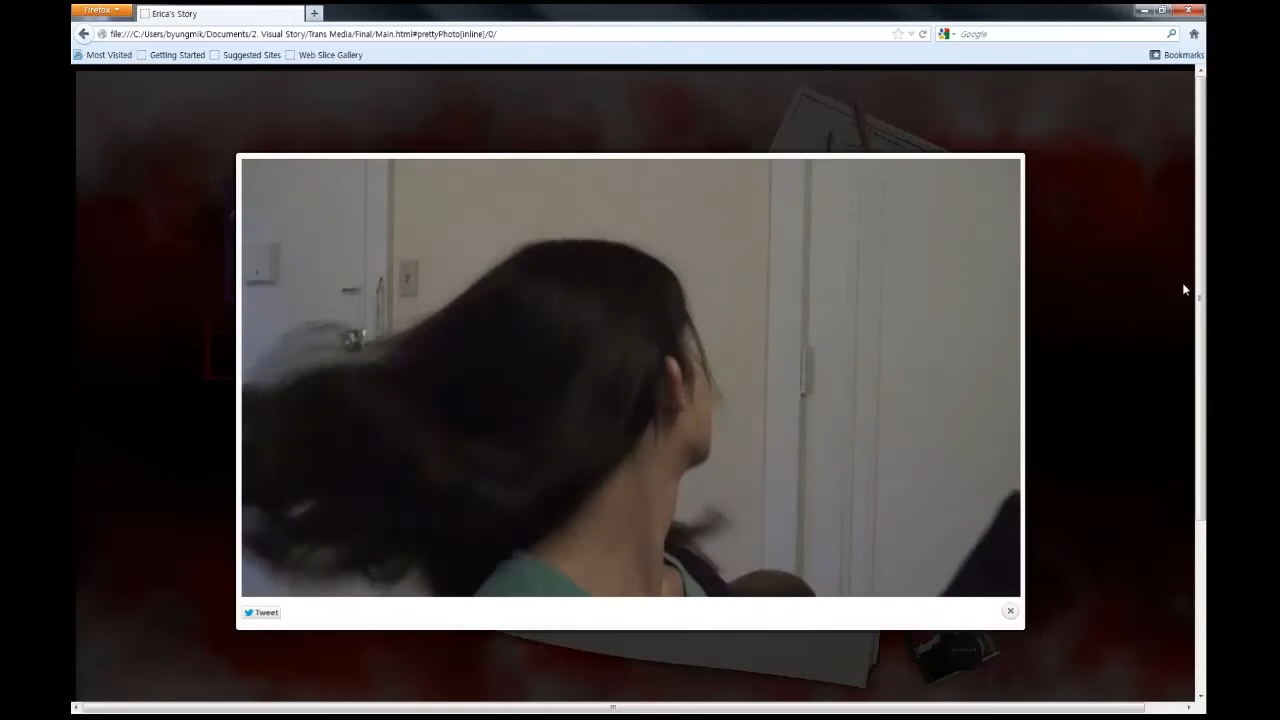 Firefox
Erica's Story
file:///C:/Users/byungmik/Documents/2. Visual Story/Trans Media/Final/Main.html#prettyPhoto[inline]/0/
Google
Most Visited
Getting Started
Suggested Sites
Web Slice Gallery
Bookmarks
Tweet